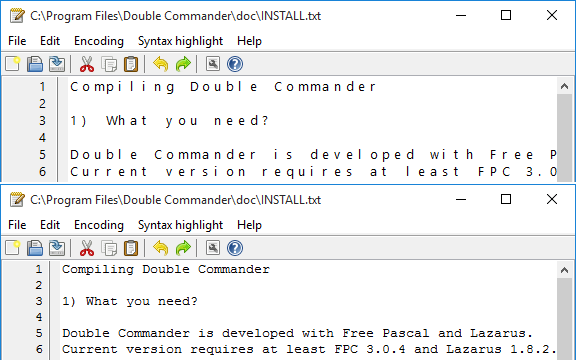 C:\Program Files\Double Commander\doc\INSTALL.txt
File Edit Encoding Syntax highlight Help
1 Compiling Double Commander
2
3 1) What you need?
4
5 Double Commander is developed with Free P
6 Current version requires at least FPC 3.0
C:\Program Files\Double Commander\doc\INSTALL.txt
File Edit Encoding Syntax highlight Help
1 Compiling Double Commander
2
3 1) What you need?
4
5 Double Commander is developed with Free Pascal and Lazarus.
6 Current version requires at least FPC 3.0.4 and Lazarus 1.8.2.